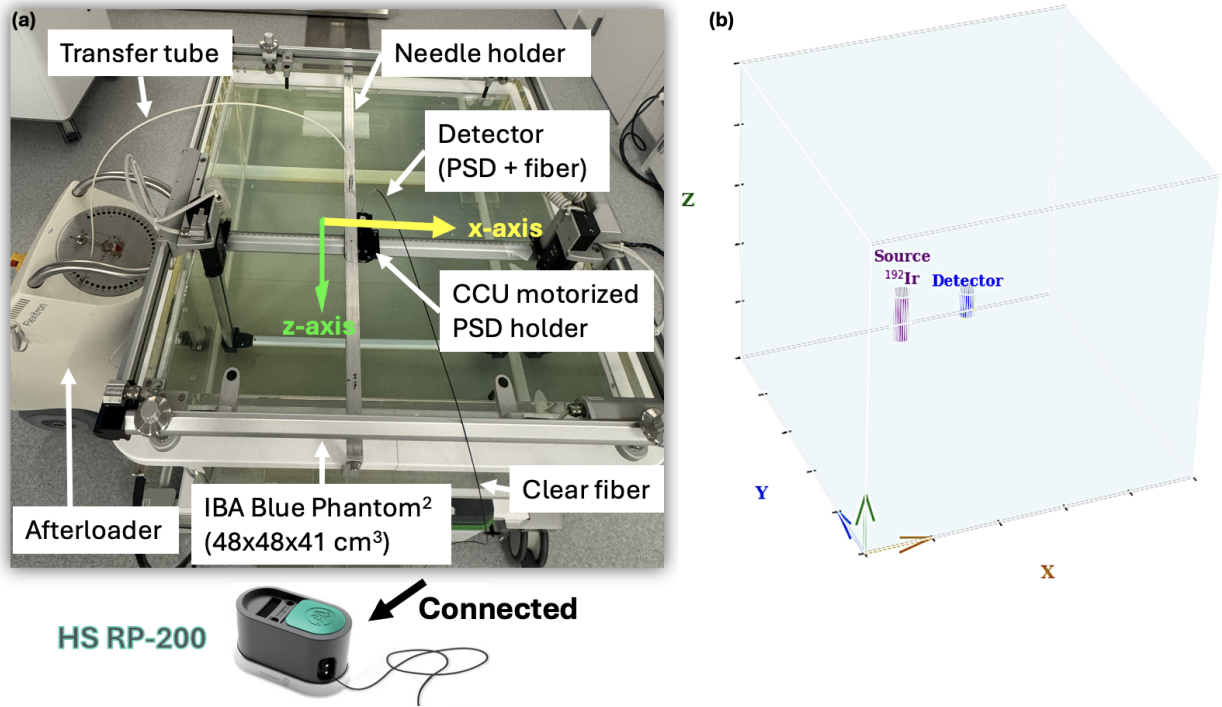 (a)
Transfer tube
Needle holder
Detector
(PSD + fiber)
x-axis
z-axis
CCU motorized
PSD holder
Flexitron
Afterloader
IBA Blue Phantom²
(48x48x41 cm³)
Clear fiber
Connected
HS RP-200
(b)
Z
Source
¹⁹²Ir
Detector
Y
X